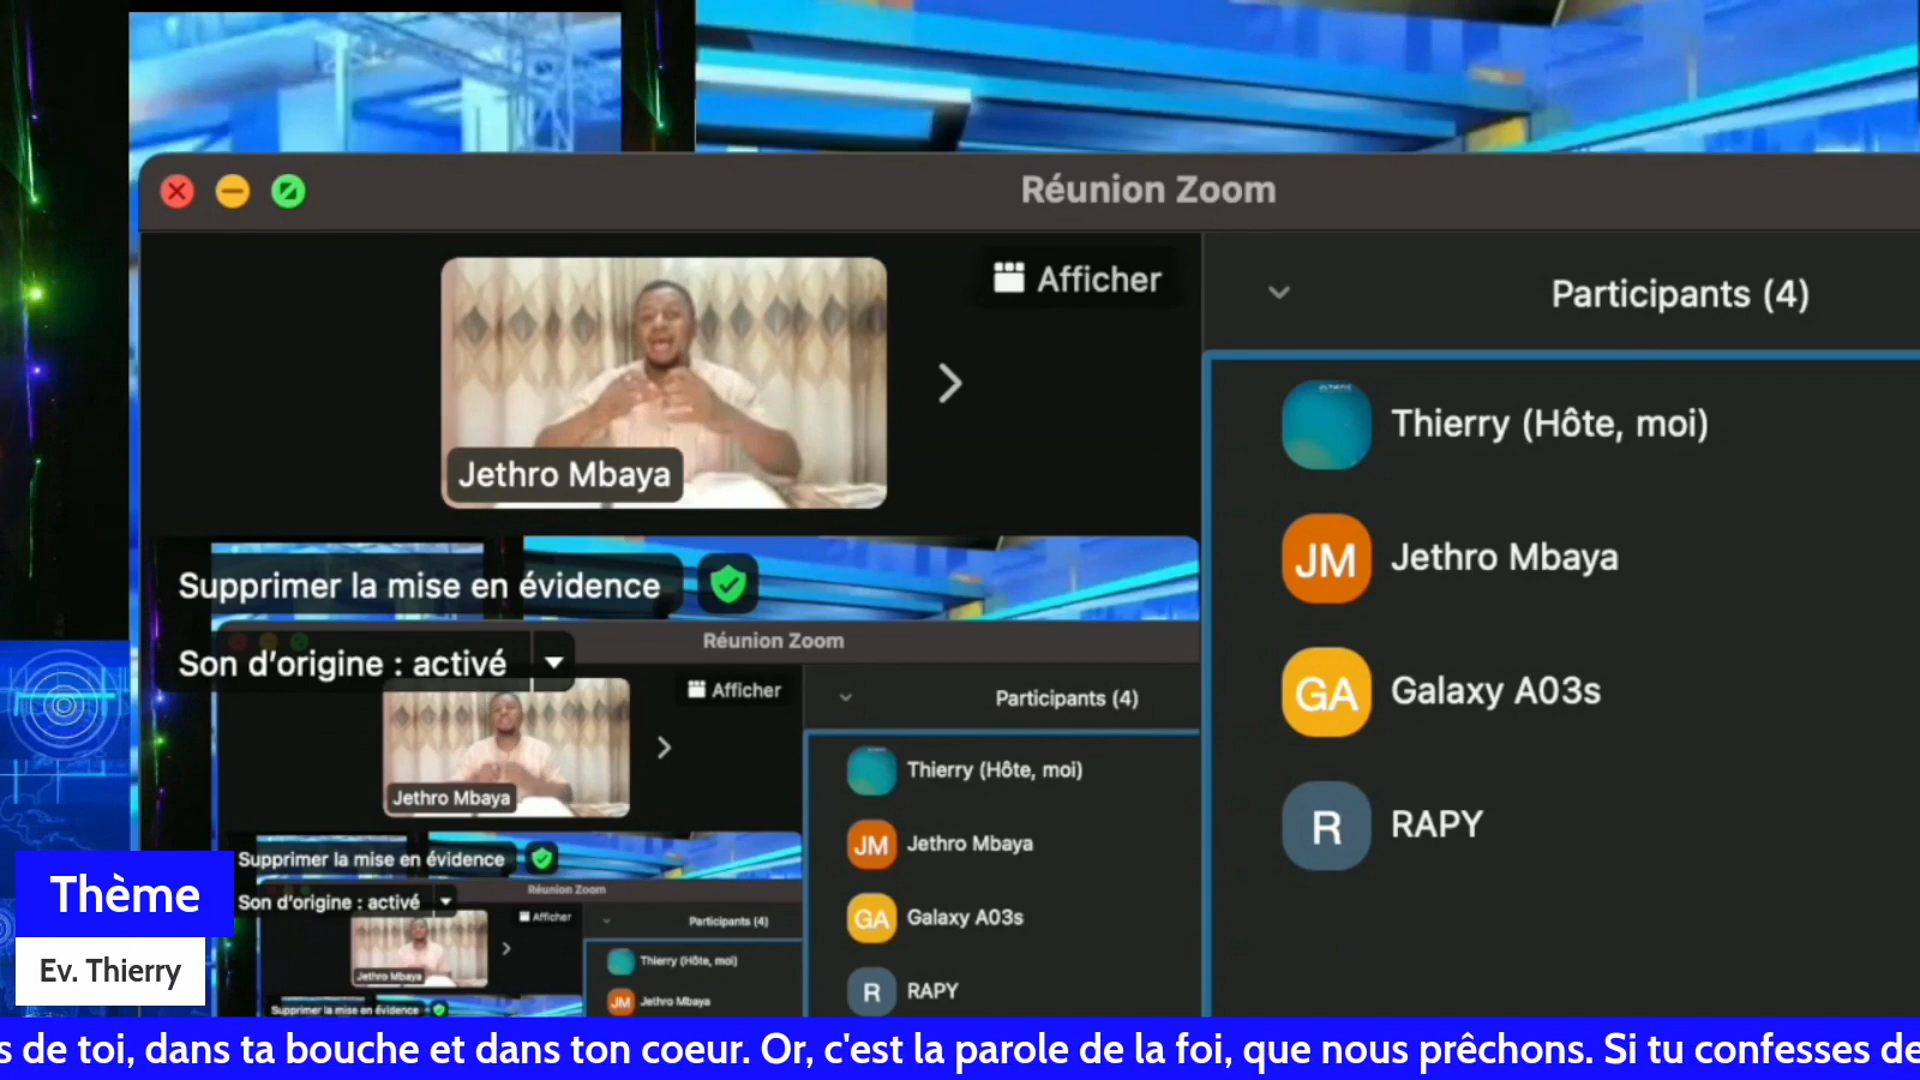 Réunion Zoom
Afficher
Participants (4)
Jethro Mbaya
Thierry (Hôte, moi)
JM Jethro Mbaya
GA Galaxy A03s
R RAPY
Supprimer la mise en évidence
Son d’origine : activé
Réunion Zoom
Afficher
Participants (4)
Jethro Mbaya
Thierry (Hôte, moi)
JM Jethro Mbaya
GA Galaxy A03s
R RAPY
Supprimer la mise en évidence
Son d’origine : activé
Réunion Zoom
Afficher
Participants (4)
Jethro Mbaya
Thierry (Hôte, moi)
JM Jethro Mbaya
Supprimer la mise en évidence
Thème
Ev. Thierry
s de toi, dans ta bouche et dans ton coeur. Or, c'est la parole de la foi, que nous prêchons. Si tu confesses de